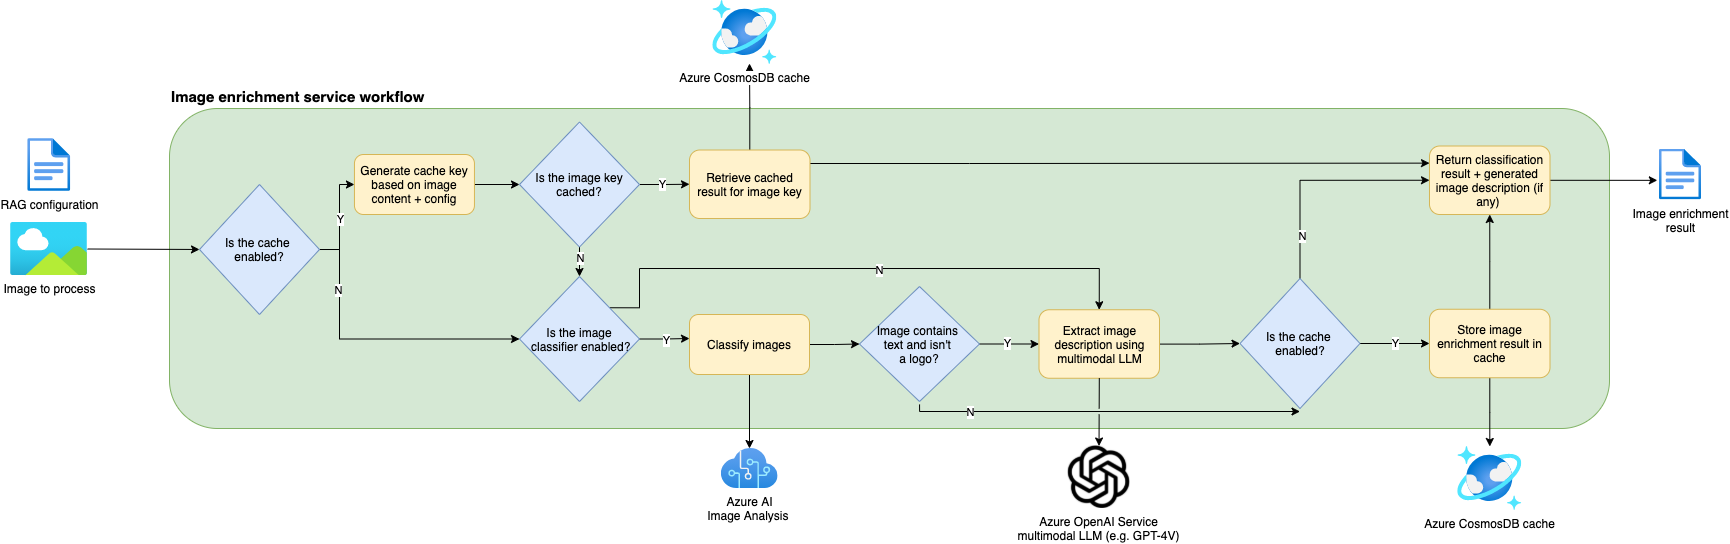 Azure CosmosDB cache
Image enrichment service workflow
RAG configuration
Image to process
Is the cache
enabled?
Y
N
Generate cache key
based on image
content + config
Is the image key
cached?
Y
N
Retrieve cached
result for image key
Return classification
result + generated
image description (if
any)
Image enrichment
result
Is the image
classifier enabled?
N
Y
Classify images
Image contains
text and isn't
a logo?
Y
N
Extract image
description using
multimodal LLM
Is the cache
enabled?
N
Y
Store image
enrichment result in
cache
Azure AI
Image Analysis
Azure OpenAI Service
multimodal LLM (e.g. GPT-4V)
Azure CosmosDB cache